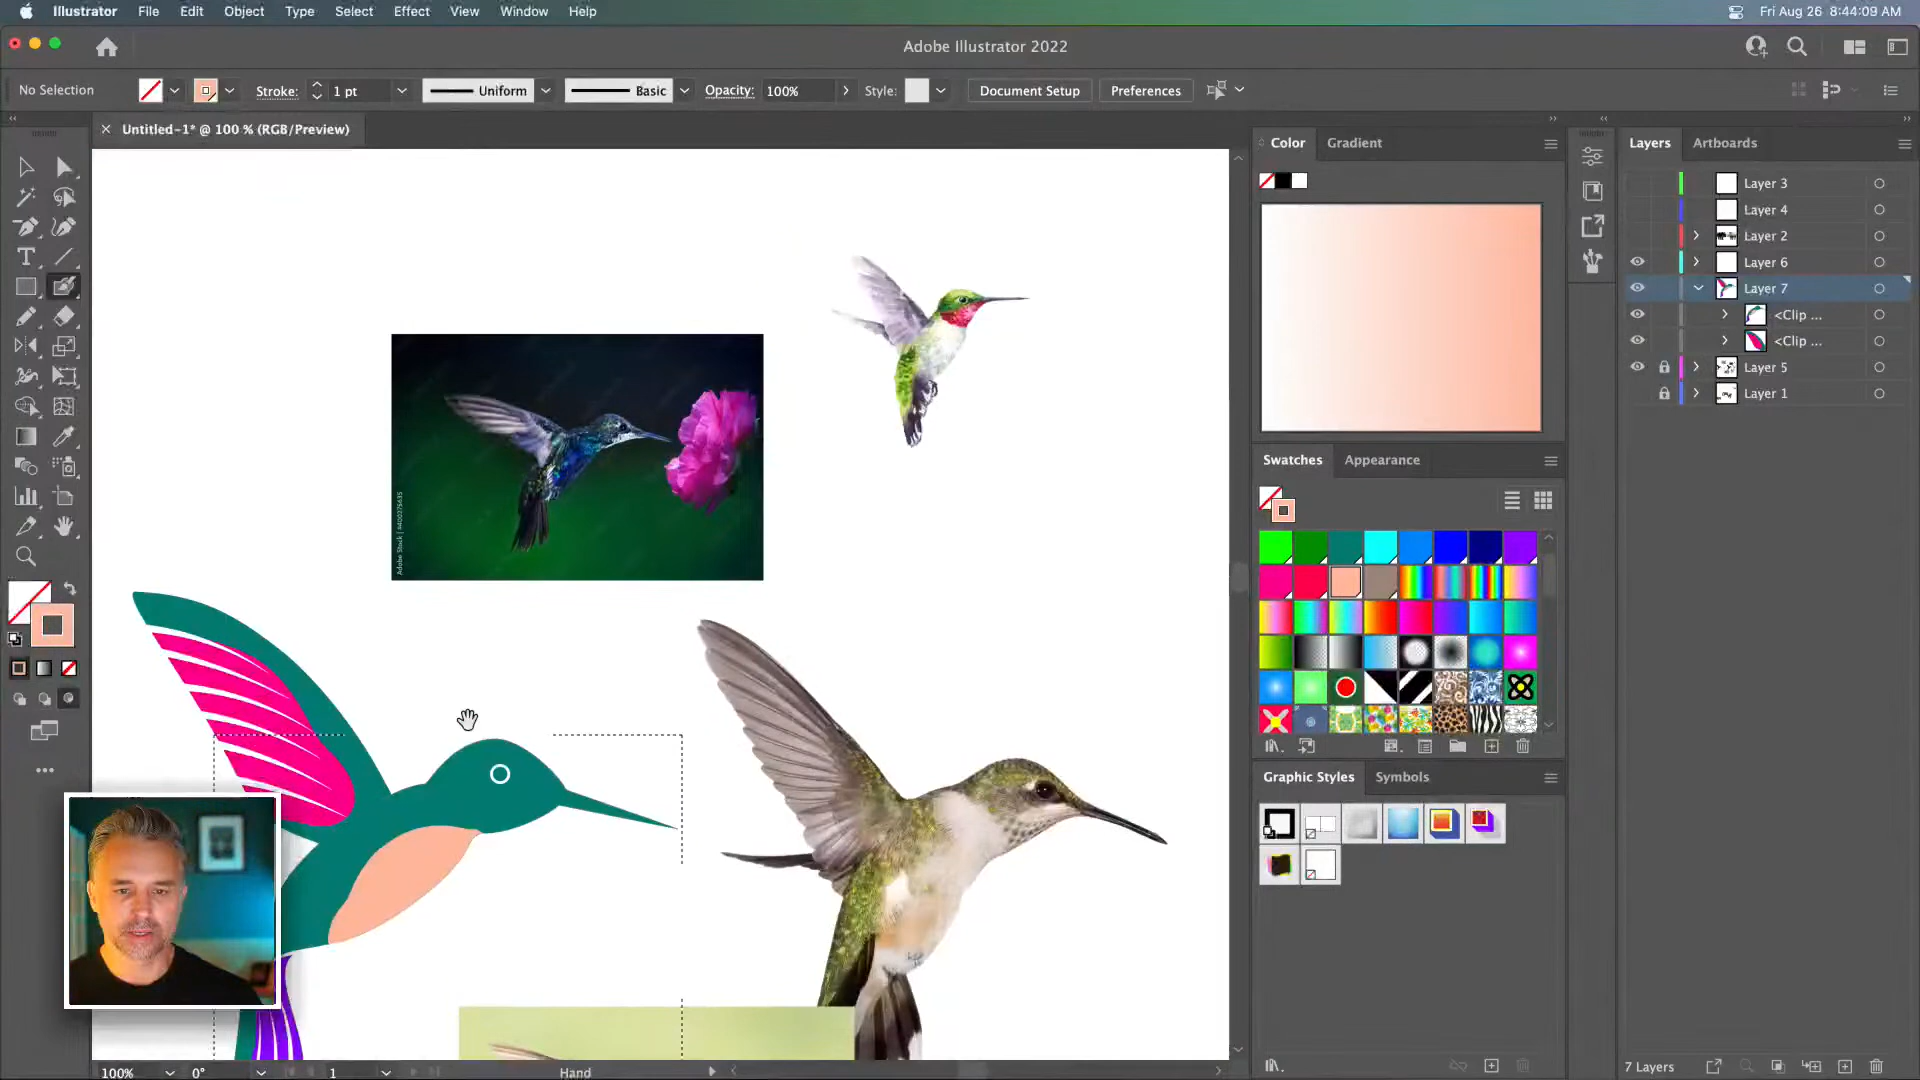 Illustrator File Edit Object Type Select Effect View Window Help
Fri Aug 26 8:44:09 AM
Adobe Illustrator 2022
No Selection
Stroke: 1 pt
Uniform
Basic
Opacity: 100%
Style:
Document Setup
Preferences
Untitled-1* @ 100 % (RGB/Preview)
Color Gradient
Layers Artboards
Layer 3
Layer 4
Layer 2
Layer 6
Layer 7
<Clip ...
<Clip ...
Layer 5
Layer 1
Swatches Appearance
Graphic Styles Symbols
100%
0°
1
Hand
7 Layers